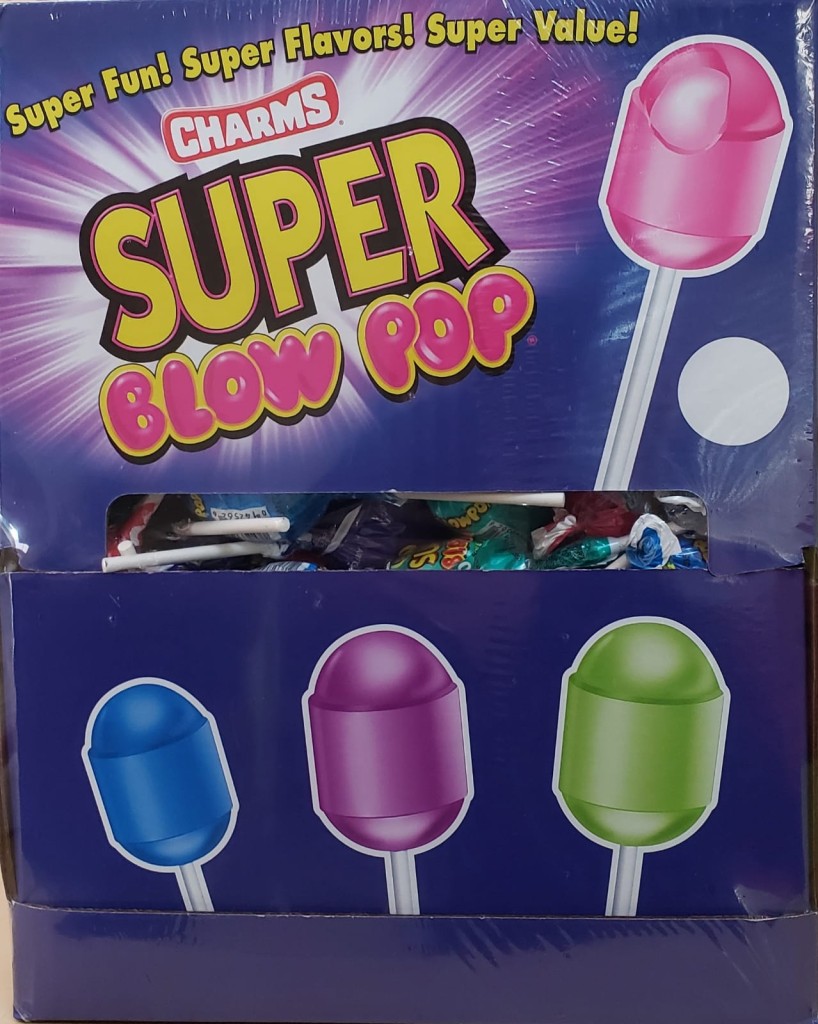 Super Fun! Super Flavors! Super Value!
CHARMS
SUPER
BLOW POP